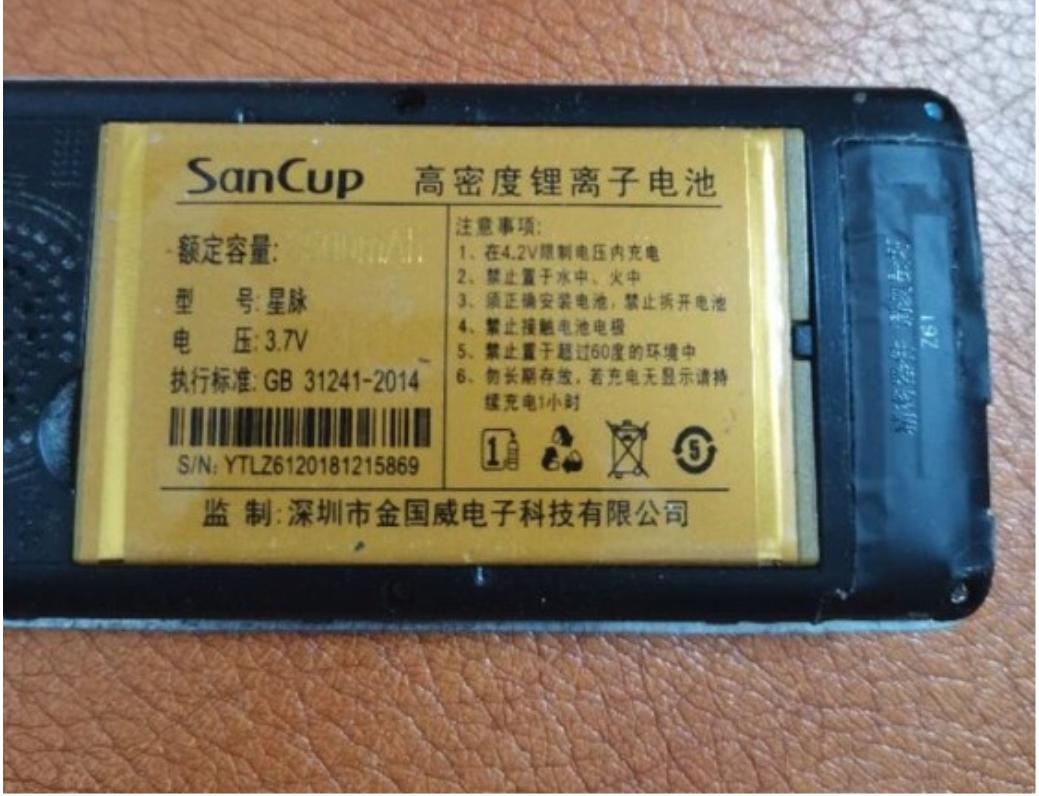 SanCup 高密度锂离子电池
额定容量: mAh
型 号: 星脉
电 压: 3.7V
执行标准: GB 31241-2014
S/N: YTLZ6120181215869
注意事项:
1、在4.2V限制电压内充电
2、禁止置于水中、火中
3、须正确安装电池，禁止拆开电池
4、禁止接触电池电极
5、禁止置于超过60度的环境中
6、勿长期存放，若充电无显示请持
续充电1小时
1
5
监 制: 深圳市金国威电子科技有限公司
Z61